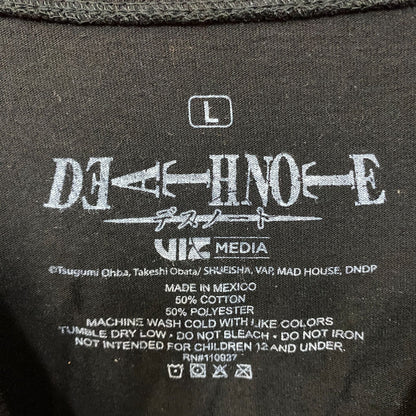 L
DEATH NOTE
デスノート
VIZ MEDIA
©Tsugumi Ohba, Takeshi Obata/ SHUEISHA, VAP, MAD HOUSE, DNDP
MADE IN MEXICO
50% COTTON
50% POLYESTER
MACHINE WASH COLD WITH LIKE COLORS
TUMBLE DRY LOW • DO NOT BLEACH • DO NOT IRON
NOT INTENDED FOR CHILDREN 12 AND UNDER.
RN#110927